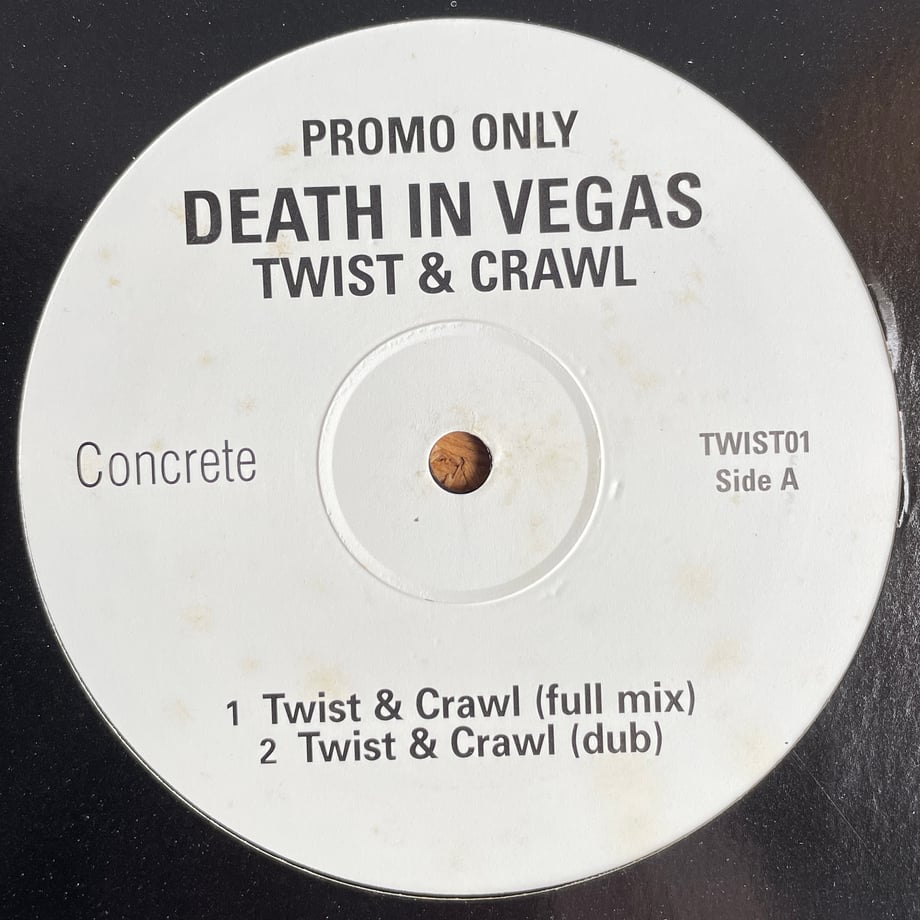 PROMO ONLY
DEATH IN VEGAS
TWIST & CRAWL
Concrete
TWIST01
Side A
1 Twist & Crawl (full mix)
2 Twist & Crawl (dub)